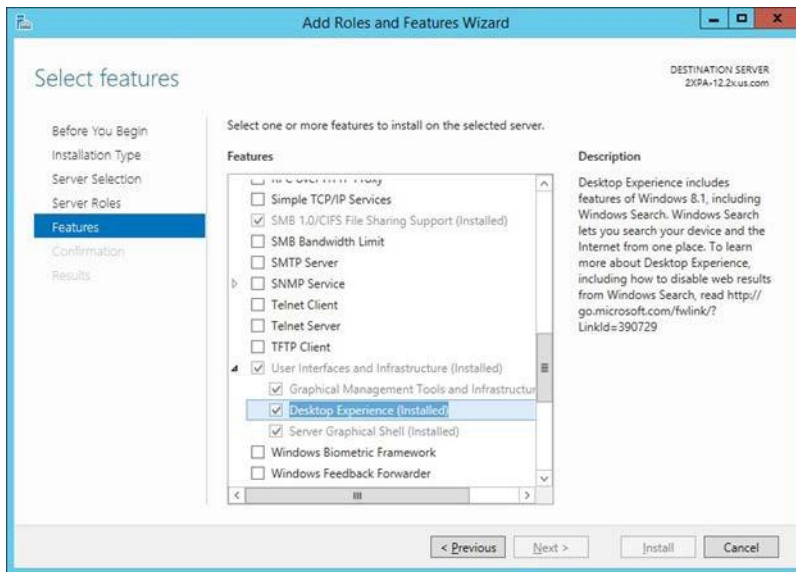 Add Roles and Features Wizard
Select features
DESTINATION SERVER
2XPA-12.2x.us.com
Before You Begin
Installation Type
Server Selection
Server Roles
Features
Confirmation
Results
Select one or more features to install on the selected server.
Features
Simple TCP/IP Services
SMB 1.0/CIFS File Sharing Support (Installed)
SMB Bandwidth Limit
SMTP Server
SNMP Service
Telnet Client
Telnet Server
TFTP Client
User Interfaces and Infrastructure (Installed)
Graphical Management Tools and Infrastructur
Desktop Experience (Installed)
Server Graphical Shell (Installed)
Windows Biometric Framework
Windows Feedback Forwarder
Description
Desktop Experience includes
features of Windows 8.1, including
Windows Search. Windows Search
lets you search your device and the
Internet from one place. To learn
more about Desktop Experience,
including how to disable web results
from Windows Search, read http://
go.microsoft.com/fwlink/?
LinkId=390729
< Previous
Next >
Install
Cancel